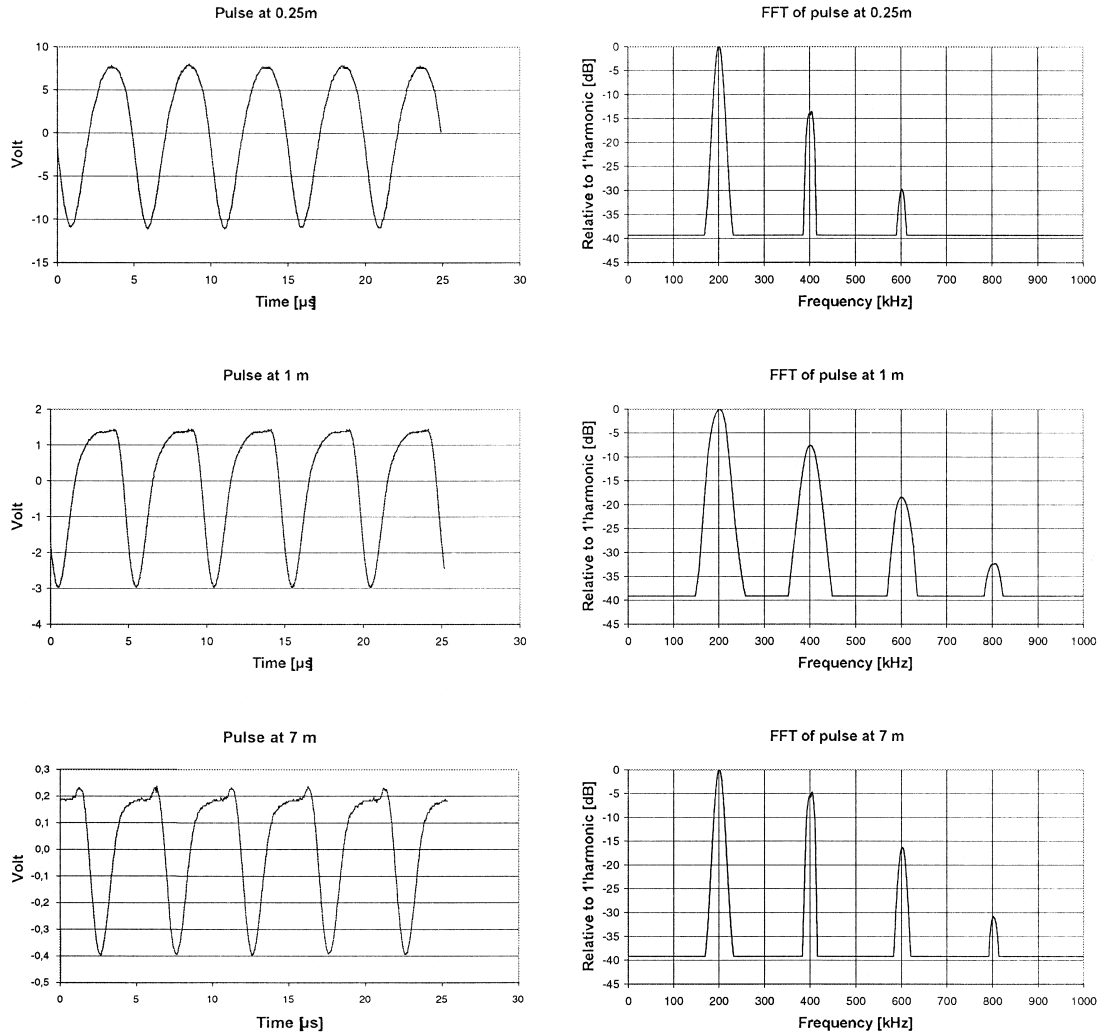 Pulse at 0.25m
10
5
0
-5
-10
-15
Volt
0 5 10 15 20 25 30
Time [µs]
FFT of pulse at 0.25m
0
-5
-10
-15
-20
-25
-30
-35
-40
-45
Relative to 1"harmonic [dB]
0 100 200 300 400 500 600 700 800 900 1000
Frequency [kHz]
Pulse at 1 m
2
1
0
-1
-2
-3
-4
Volt
0 5 10 15 20 25 30
Time [µs]
FFT of pulse at 1 m
0
-5
-10
-15
-20
-25
-30
-35
-40
-45
Relative to 1"harmonic [dB]
0 100 200 300 400 500 600 700 800 900 1000
Frequency [kHz]
Pulse at 7 m
0,3
0,2
0,1
0,0
-0,1
-0,2
-0,3
-0,4
-0,5
Volt
0 5 10 15 20 25 30
Time [µs]
FFT of pulse at 7 m
0
-5
-10
-15
-20
-25
-30
-35
-40
-45
Relative to 1"harmonic [dB]
0 100 200 300 400 500 600 700 800 900 1000
Frequency [kHz]